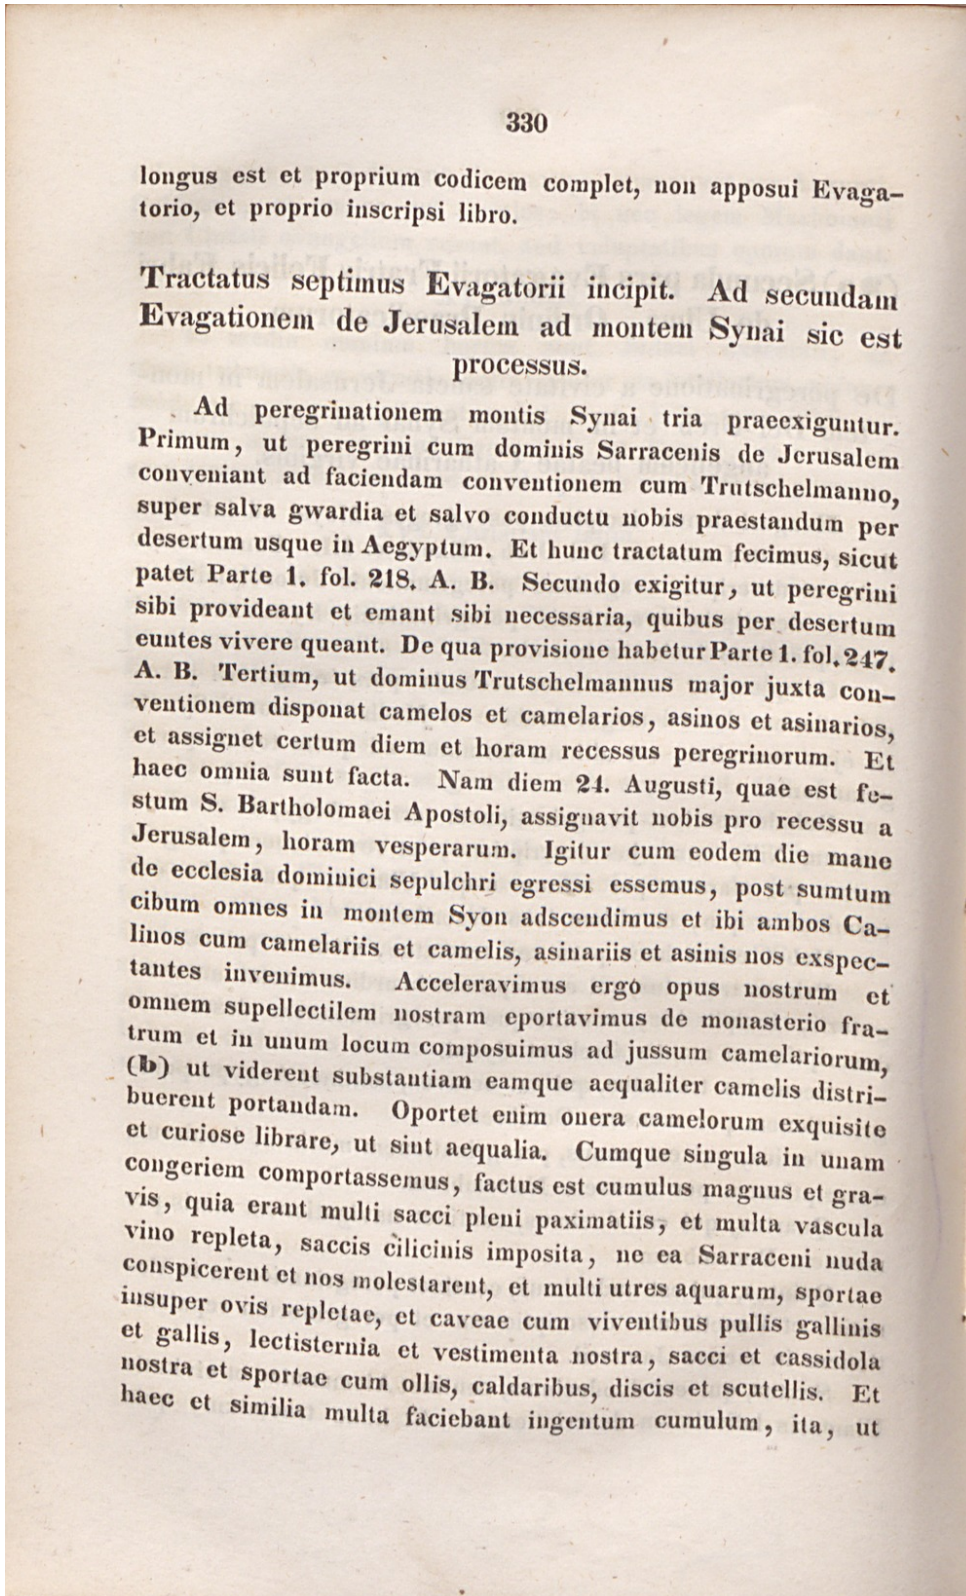 330
longus est et proprium codicem complet, non apposui Evaga-
torio, et proprio inscripsi libro.
Tractatus septimus Evagatorii incipit. Ad secundam
Evagationem de Jerusalem ad montem Synai sic est
processus.
Ad peregrinationem montis Synai tria praeexiguntur.
Primum, ut peregrini cum dominis Sarracenis de Jerusalem
conveniant ad faciendam conventionem cum Trutschelmanno,
super salva gwardia et salvo conductu nobis praestandum per
desertum usque in Aegyptum. Et hunc tractatum fecimus, sicut
patet Parte 1. fol. 218. A. B. Secundo exigitur, ut peregrini
sibi provideant et emant sibi necessaria, quibus per desertum
euntes vivere queant. De qua provisione habetur Parte 1. fol. 247.
A. B. Tertium, ut dominus Trutschelmannus major juxta con-
ventionem disponat camelos et camelarios, asinos et asinarios,
et assignet certum diem et horam recessus peregrinorum. Et
haec omnia sunt facta. Nam diem 24. Augusti, quae est fe-
stum S. Bartholomaei Apostoli, assignavit nobis pro recessu a
Jerusalem, horam vesperarum. Igitur cum eodem die mane
de ecclesia dominici sepulchri egressi essemus, post sumtum
cibum omnes in montem Syon adscendimus et ibi ambos Ca-
linos cum camelariis et camelis, asinariis et asinis nos exspec-
tantes invenimus. Acceleravimus ergo opus nostrum et
omnem supellectilem nostram eportavimus de monasterio fra-
trum et in unum locum composuimus ad jussum camelariorum,
(b) ut viderent substantiam eamque aequaliter camelis distri-
buerent portandam. Oportet enim onera camelorum exquisite
et curiose librare, ut sint aequalia. Cumque singula in unam
congeriem comportassemus, factus est cumulus magnus et gra-
vis, quia erant multi sacci pleni paximatiis, et multa vascula
vino repleta, saccis cilicinis imposita, ne ea Sarraceni nuda
conspicerent et nos molestarent, et multi utres aquarum, sportae
insuper ovis repletae, et caveae cum viventibus pullis gallinis
et gallis, lectisternia et vestimenta nostra, sacci et cassidola
nostra et sportae cum ollis, caldaribus, discis et scutellis. Et
haec et similia multa faciebant ingentum cumulum, ita, ut